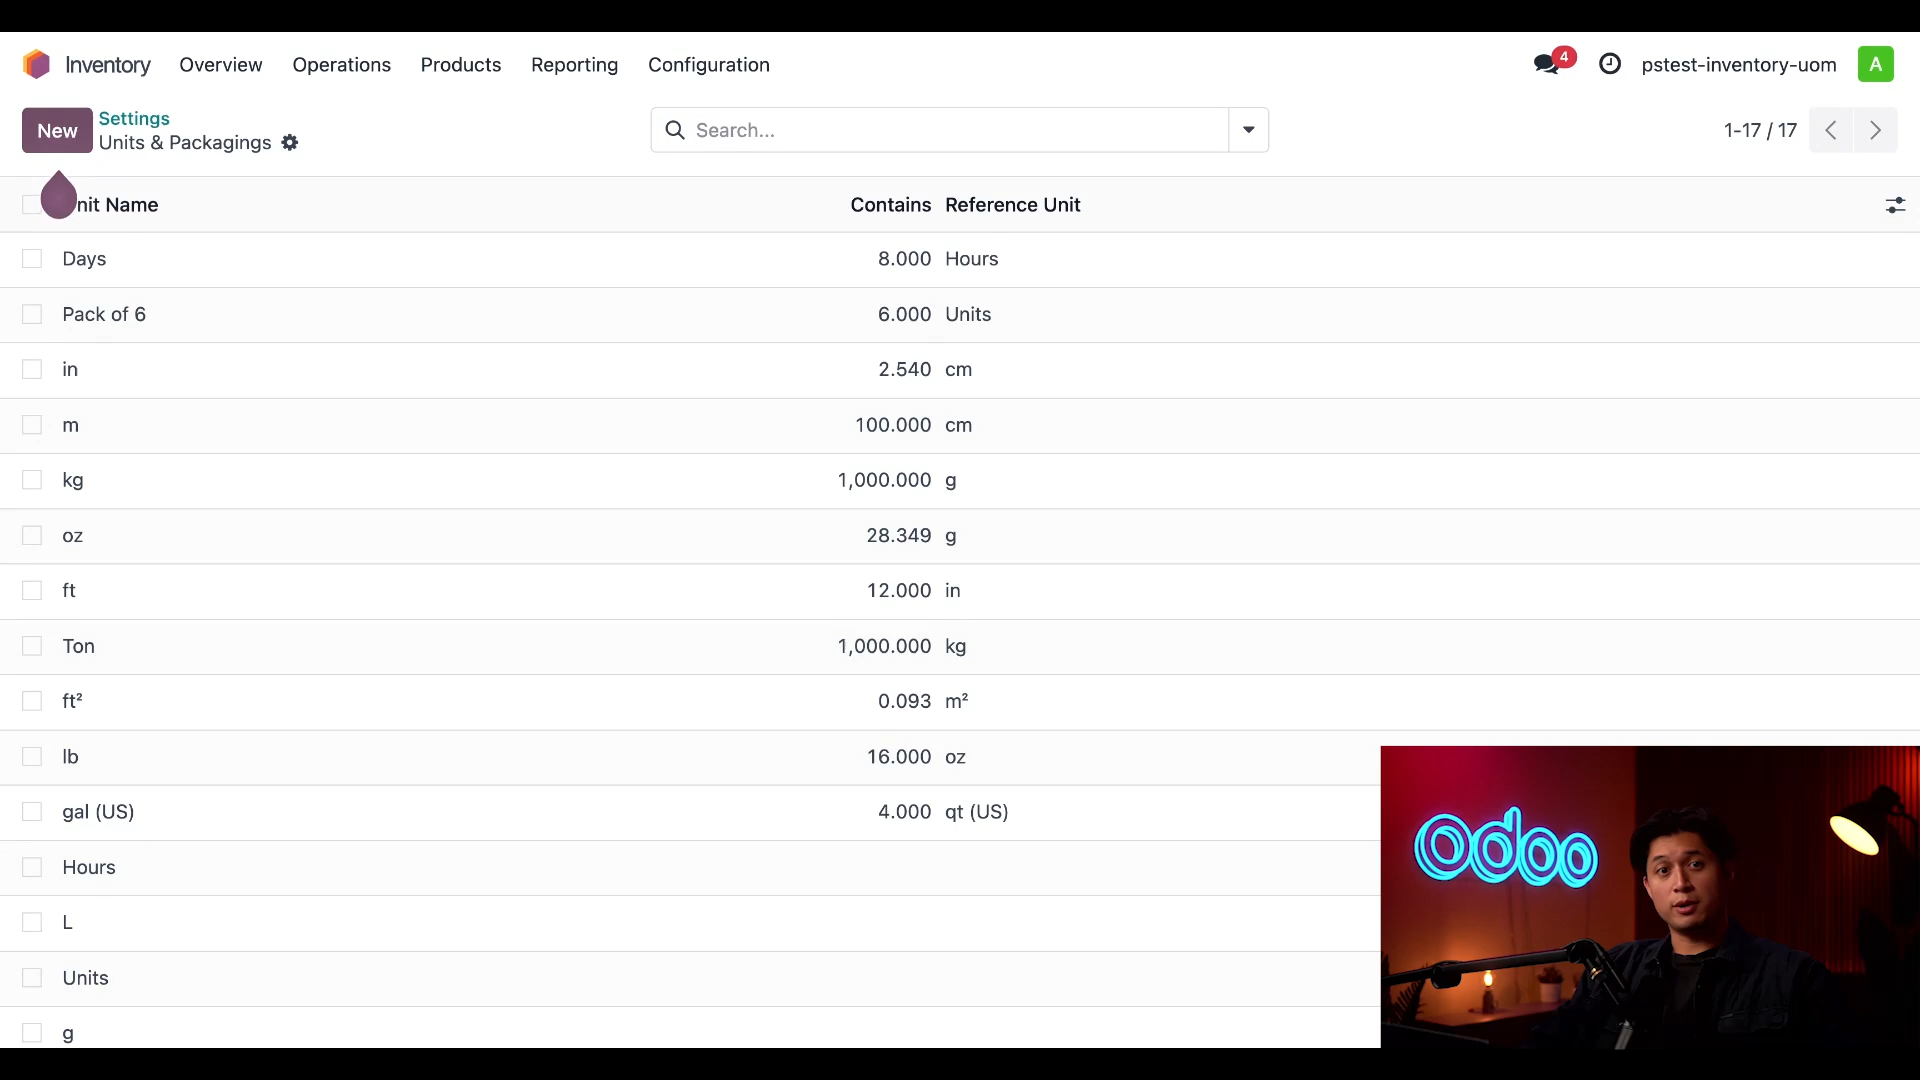 Inventory Overview Operations Products Reporting Configuration 4 pstest-inventory-uom A
New Settings
Units & Packagings
Search...
1-17 / 17
nit Name Contains Reference Unit
Days 8.000 Hours
Pack of 6 6.000 Units
in 2.540 cm
m 100.000 cm
kg 1,000.000 g
oz 28.349 g
ft 12.000 in
Ton 1,000.000 kg
ft² 0.093 m²
lb 16.000 oz
gal (US) 4.000 qt (US)
Hours
L
Units
g
odoo